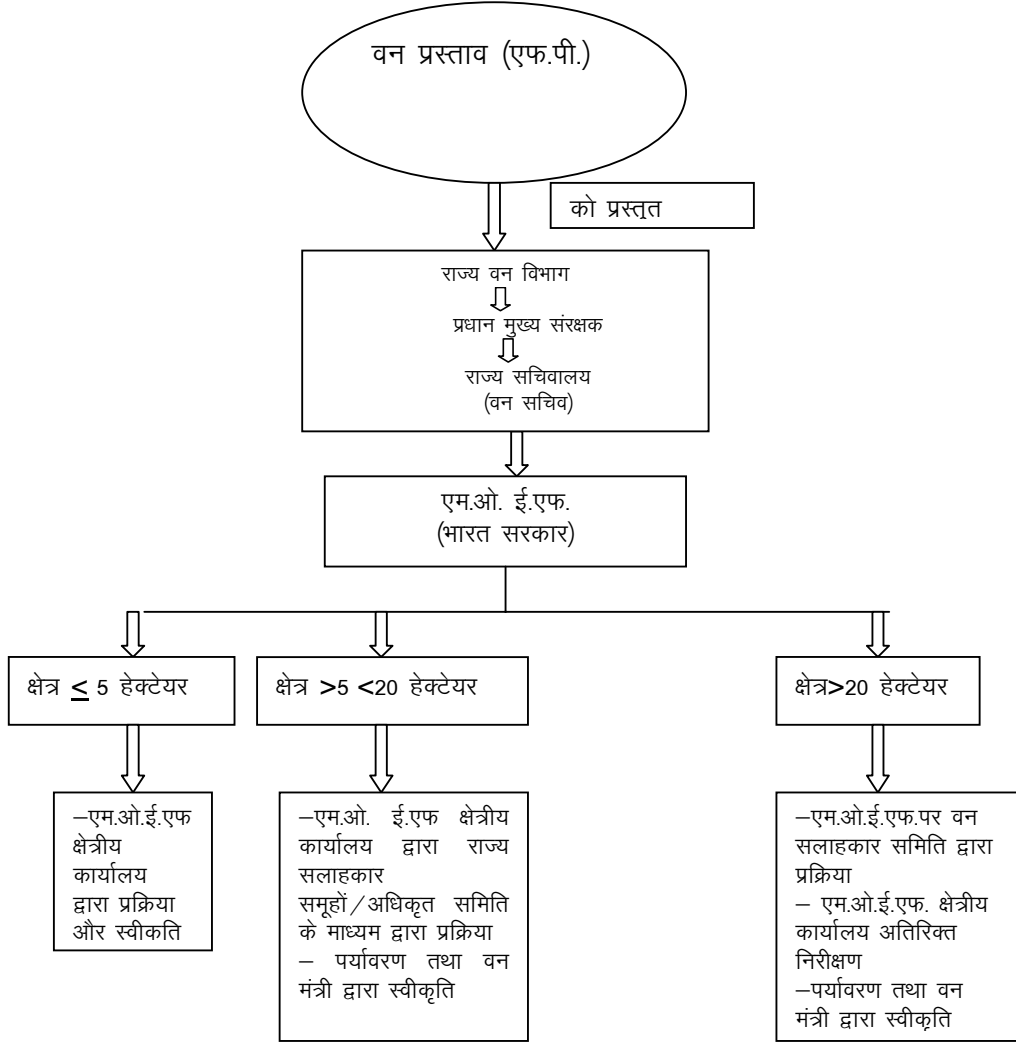 वन प्रस्ताव (एफ.पी.)
को प्रस्तुत
राज्य वन विभाग
प्रधान मुख्य संरक्षक
राज्य सचिवालय
(वन सचिव)
एम.ओ. ई.एफ.
(भारत सरकार)
क्षेत्र ≤ 5 हेक्टेयर
क्षेत्र >5 <20 हेक्टेयर
क्षेत्र>20 हेक्टेयर
–एम.ओ.ई.एफ
क्षेत्रीय
कार्यालय
द्वारा प्रक्रिया
और स्वीकति
–एम.ओ. ई.एफ क्षेत्रीय
कार्यालय द्वारा राज्य
सलाहकार
समूहों/अधिकृत समिति
के माध्यम द्वारा प्रक्रिया
– पर्यावरण तथा वन
मंत्री द्वारा स्वीकृति
–एम.ओ.ई.एफ.पर वन
सलाहकार समिति द्वारा
प्रक्रिया
– एम.ओ.ई.एफ. क्षेत्रीय
कार्यालय अतिरिक्त
निरीक्षण
–पर्यावरण तथा वन
मंत्री द्वारा स्वीकृति